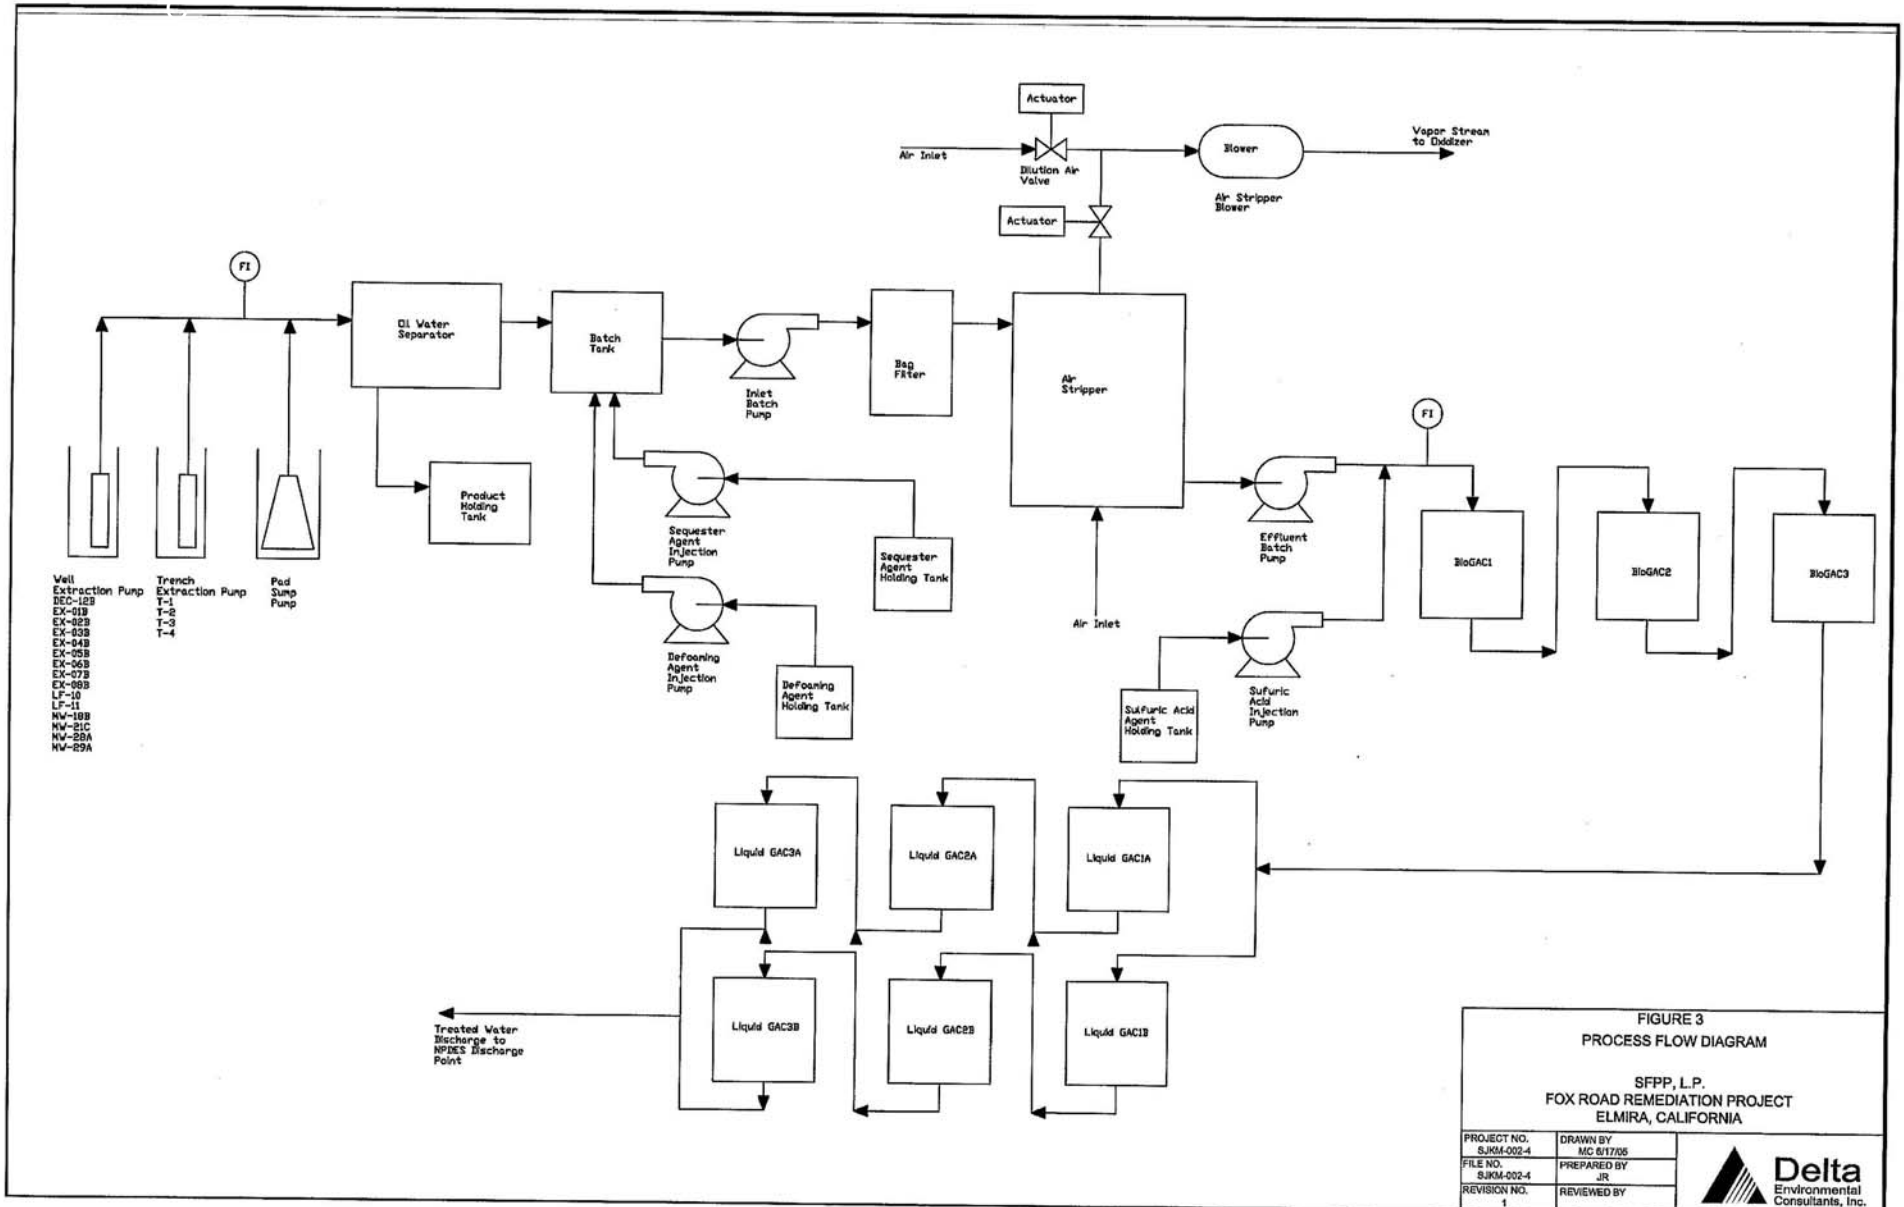 Actuator
Air Inlet
Dilution Air
Valve
Blower
Air Stripper
Blower
Vapor Stream
to Oxidizer
Actuator
FI
Oil Water
Separator
Batch
Tank
Inlet
Batch
Pump
Bag
Filter
Air
Stripper
FI
Product
Holding
Tank
Sequester
Agent
Injection
Pump
Sequester
Agent
Holding Tank
Effluent
Batch
Pump
BioGAC1
BioGAC2
BioGAC3
Well
Extraction Pump
DEC-12B
EX-01B
EX-02B
EX-03B
EX-04B
EX-05B
EX-06B
EX-07B
EX-08B
LF-10
LF-11
MW-18B
MW-21C
MW-28A
MW-29A
Trench
Extraction Pump
T-1
T-2
T-3
T-4
Pad
Sump
Pump
Air Inlet
Defoaming
Agent
Injection
Pump
Defoaming
Agent
Holding Tank
Sulfuric Acid
Agent
Holding Tank
Sufuric
Acid
Injection
Pump
Liquid GAC3A
Liquid GAC2A
Liquid GAC1A
Liquid GAC3B
Liquid GAC2B
Liquid GAC1B
Treated Water
Discharge to
NPDES Discharge
Point
FIGURE 3
PROCESS FLOW DIAGRAM
SFPP, L.P.
FOX ROAD REMEDIATION PROJECT
ELMIRA, CALIFORNIA
PROJECT NO.
SJKM-002-4
DRAWN BY
MC 6/17/05
FILE NO.
SJKM-002-4
PREPARED BY
JR
REVISION NO.
1
REVIEWED BY
Delta
Environmental
Consultants, Inc.